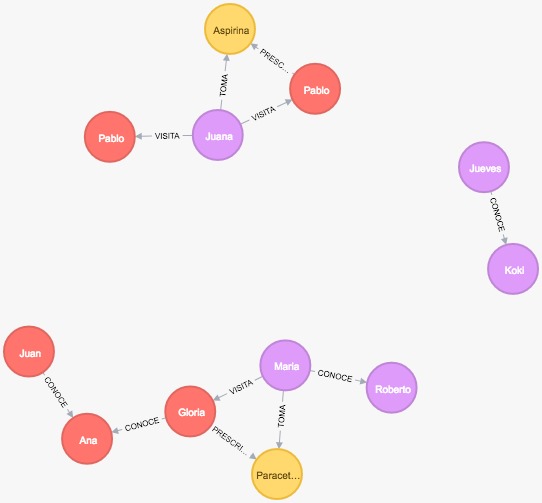 Aspirina
PRESC...
TOMA
Pablo
VISITA
Pablo
VISITA
Juana
Jueves
CONOCE
Koki
Juan
CONOCE
Maria
CONOCE
Roberto
VISITA
Gloria
CONOCE
Ana
TOMA
PRESCRI...
Paracet...